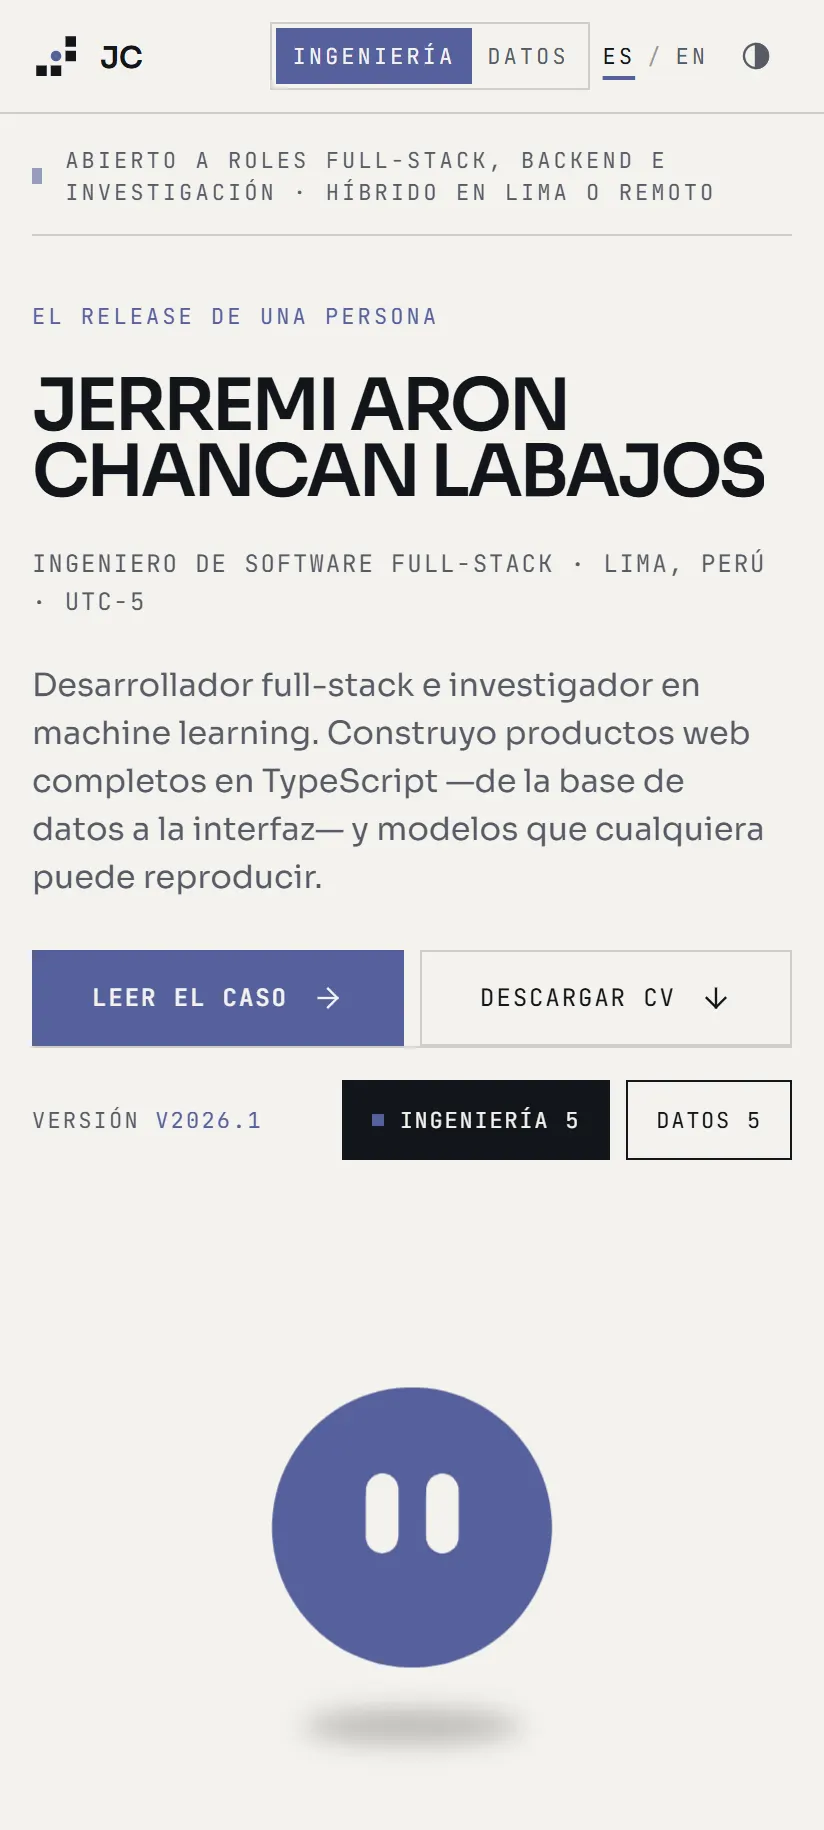 JC
INGENIERÍA DATOS ES / EN
ABIERTO A ROLES FULL-STACK, BACKEND E
INVESTIGACIÓN · HÍBRIDO EN LIMA O REMOTO
EL RELEASE DE UNA PERSONA
JERREMI ARON
CHANCAN LABAJOS
INGENIERO DE SOFTWARE FULL-STACK · LIMA, PERÚ
· UTC-5
Desarrollador full-stack e investigador en
machine learning. Construyo productos web
completos en TypeScript —de la base de
datos a la interfaz— y modelos que cualquiera
puede reproducir.
LEER EL CASO → DESCARGAR CV ↓
VERSIÓN V2026.1 INGENIERÍA 5 DATOS 5